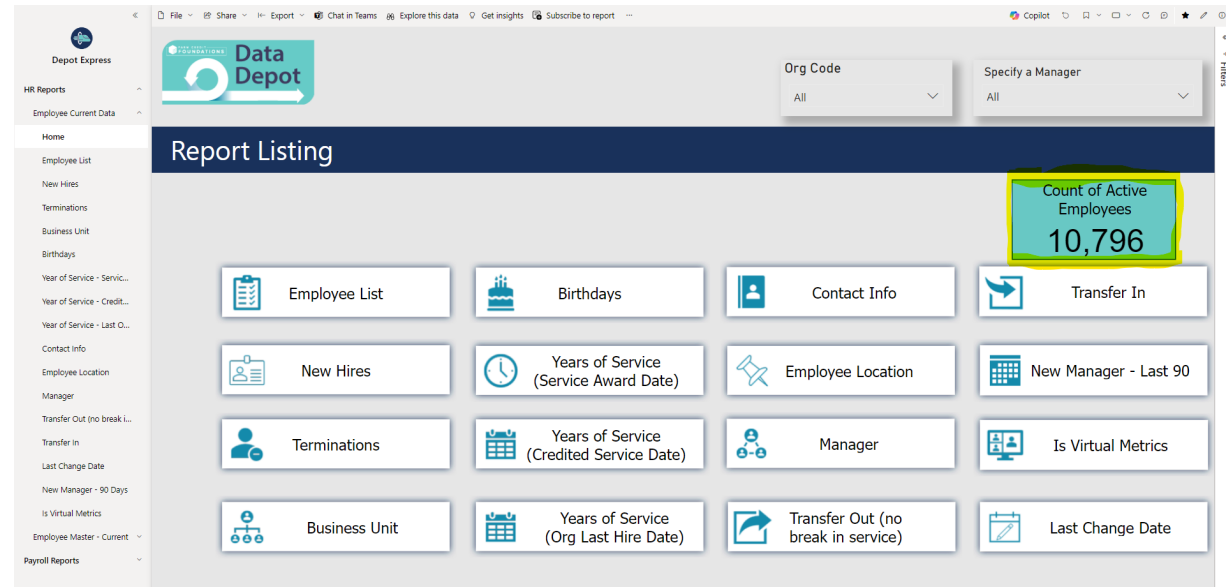 File
Share
Export
Chat in Teams
Explore this data
Get insights
Subscribe to report
Copilot
Depot Express
HR Reports
Employee Current Data
Home
Employee List
New Hires
Terminations
Business Unit
Birthdays
Year of Service - Servic...
Year of Service - Credit...
Year of Service - Last O...
Contact Info
Employee Location
Manager
Transfer Out (no break i...
Transfer In
Last Change Date
New Manager - 90 Days
Is Virtual Metrics
Employee Master - Current
Payroll Reports
FOUNDATIONS
Data
Depot
Org Code
All
Specify a Manager
All
Filters
Report Listing
Count of Active
Employees
10,796
Employee List
Birthdays
Contact Info
Transfer In
New Hires
Years of Service
(Service Award Date)
Employee Location
New Manager - Last 90
Terminations
Years of Service
(Credited Service Date)
Manager
Is Virtual Metrics
Business Unit
Years of Service
(Org Last Hire Date)
Transfer Out (no
break in service)
Last Change Date